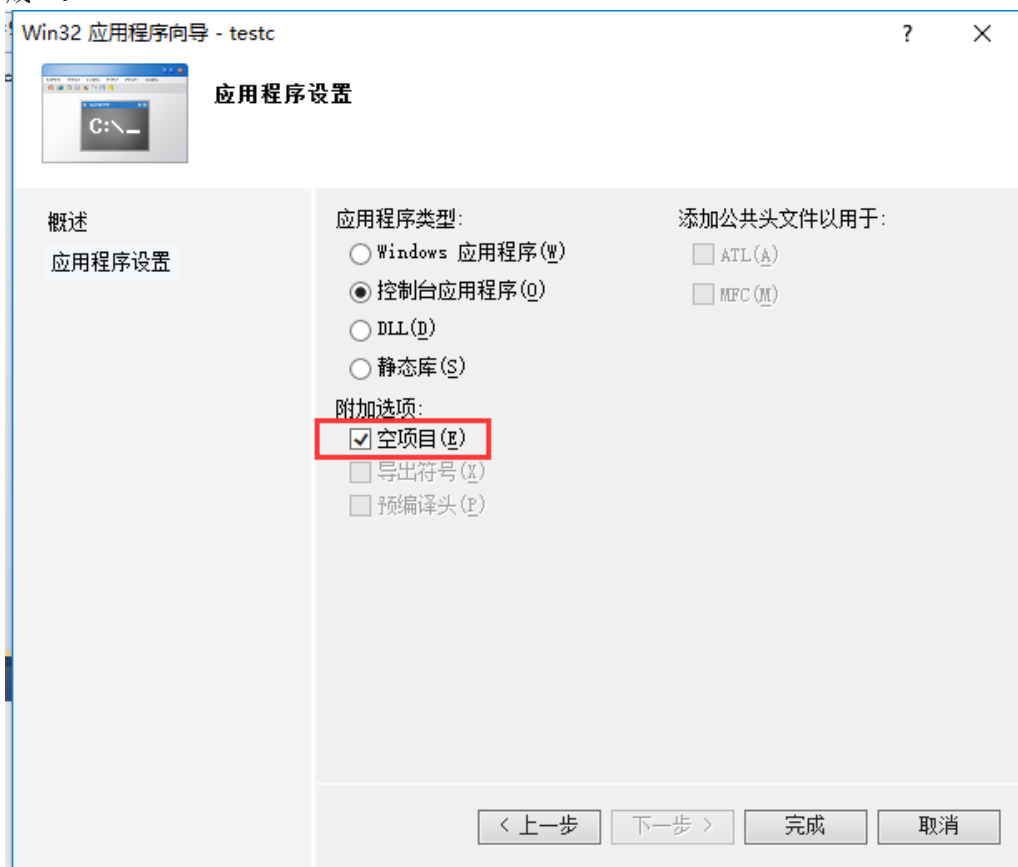 Win32 应用程序向导 - testc
?
C:\_
应用程序设置
概述
应用程序设置
应用程序类型:
Windows 应用程序(W)
控制台应用程序(O)
DLL(D)
静态库(S)
附加选项:
空项目(E)
导出符号(X)
预编译头(P)
添加公共头文件以用于:
ATL(A)
MFC(M)
< 上一步
下一步 >
完成
取消